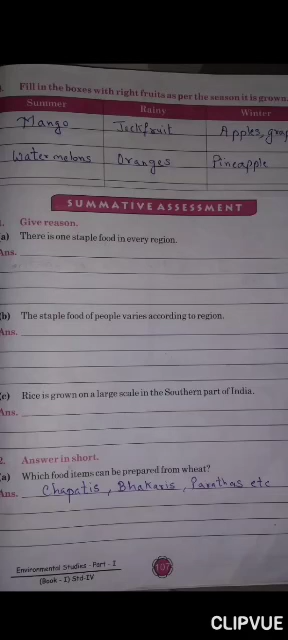 Fill in the boxes with right fruits as per the season it is grown.
Summer Rainy Winter
Mango Jackfruit Apples,
Watermelons Oranges Pineapple
SUMMATIVE ASSESSMENT
Give reason.
a) There is one staple food in every region.
Ans.
(b) The staple food of people varies according to region.
Ans.
(c) Rice is grown on a large scale in the Southern part of India.
Ans.
2. Answer in short.
(a) Which food items can be prepared from wheat?
Ans. Chapatis, Bhakaris, Parathas etc
Environmental Studies - Part - I
(Book - I) Std-IV
107
CLIPVUE